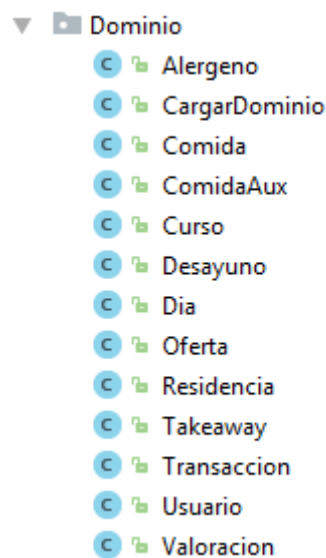 Dominio
C Alergeno
C CargarDominio
C Comida
C ComidaAux
C Curso
C Desayuno
C Dia
C Oferta
C Residencia
C Takeaway
C Transaccion
C Usuario
C Valoracion